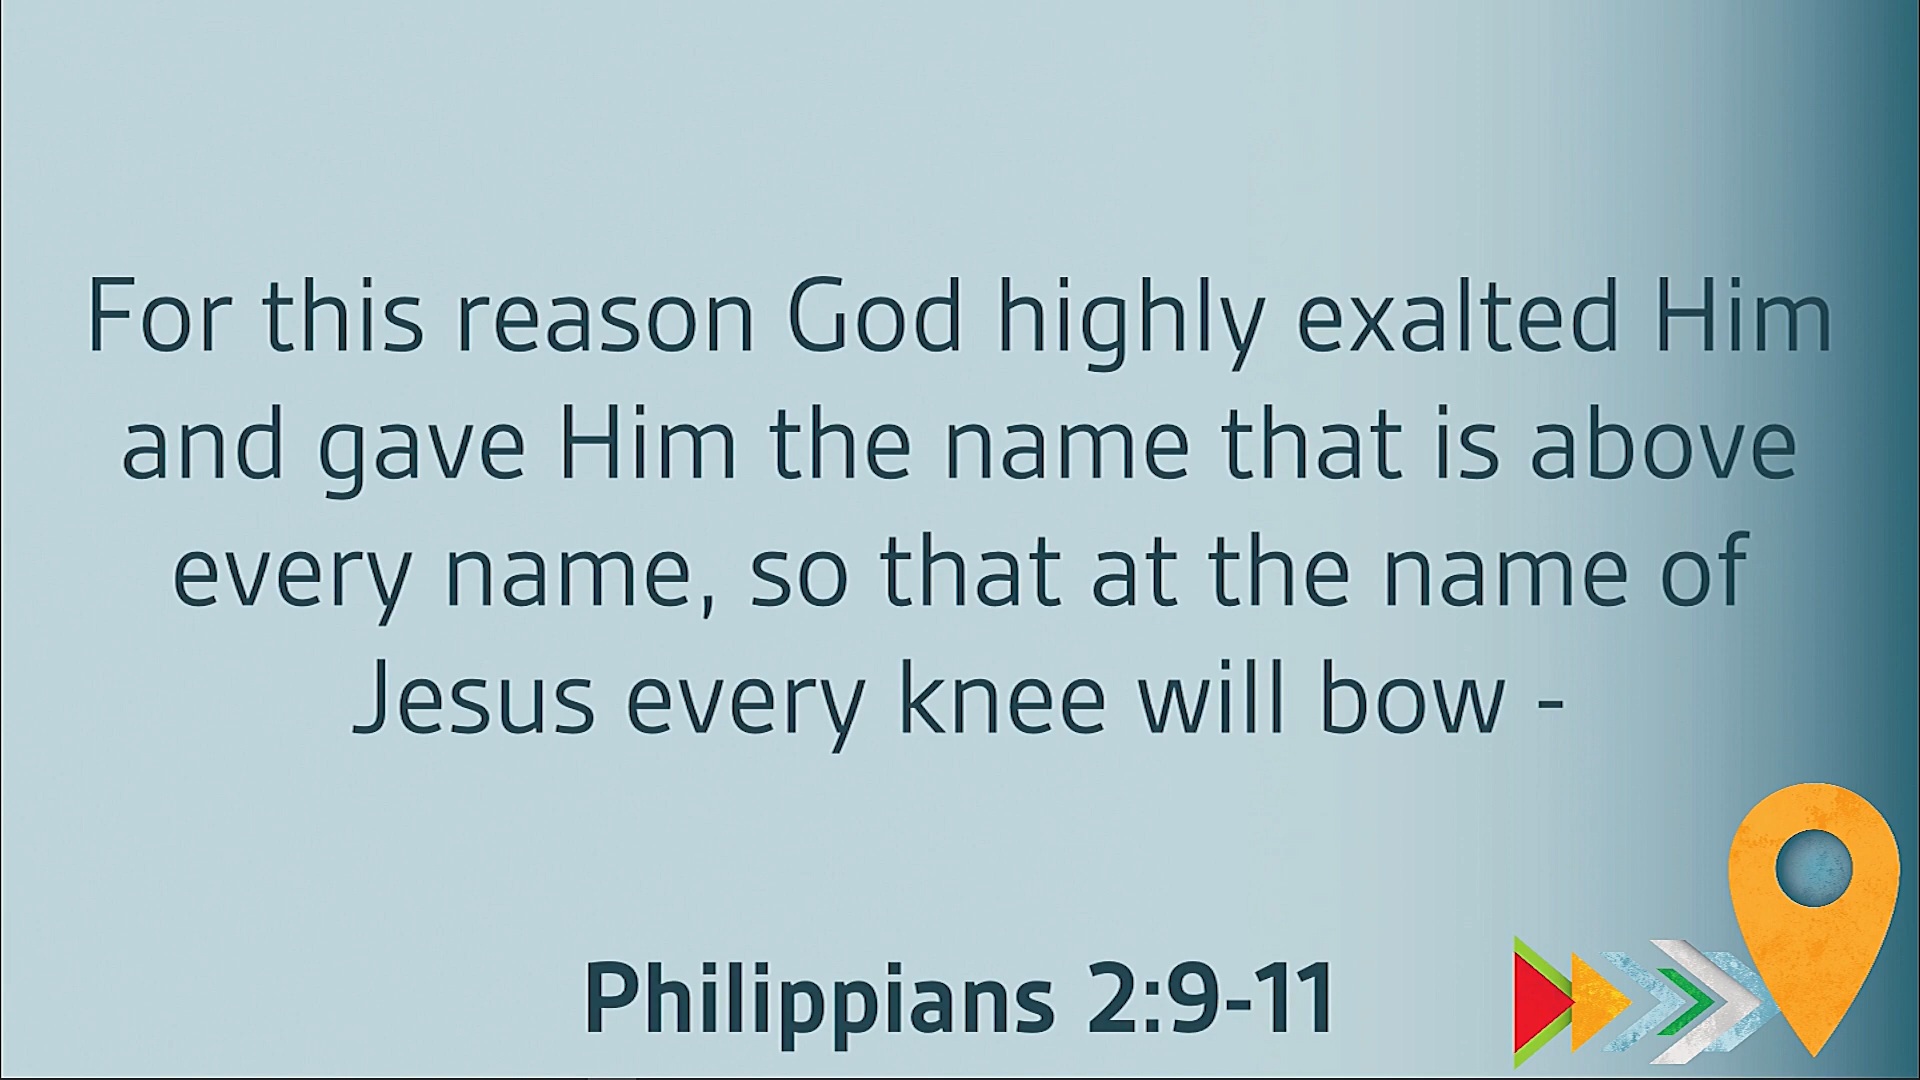 For this reason God highly exalted Him
and gave Him the name that is above
every name, so that at the name of
Jesus every knee will bow -
Philippians 2:9-11